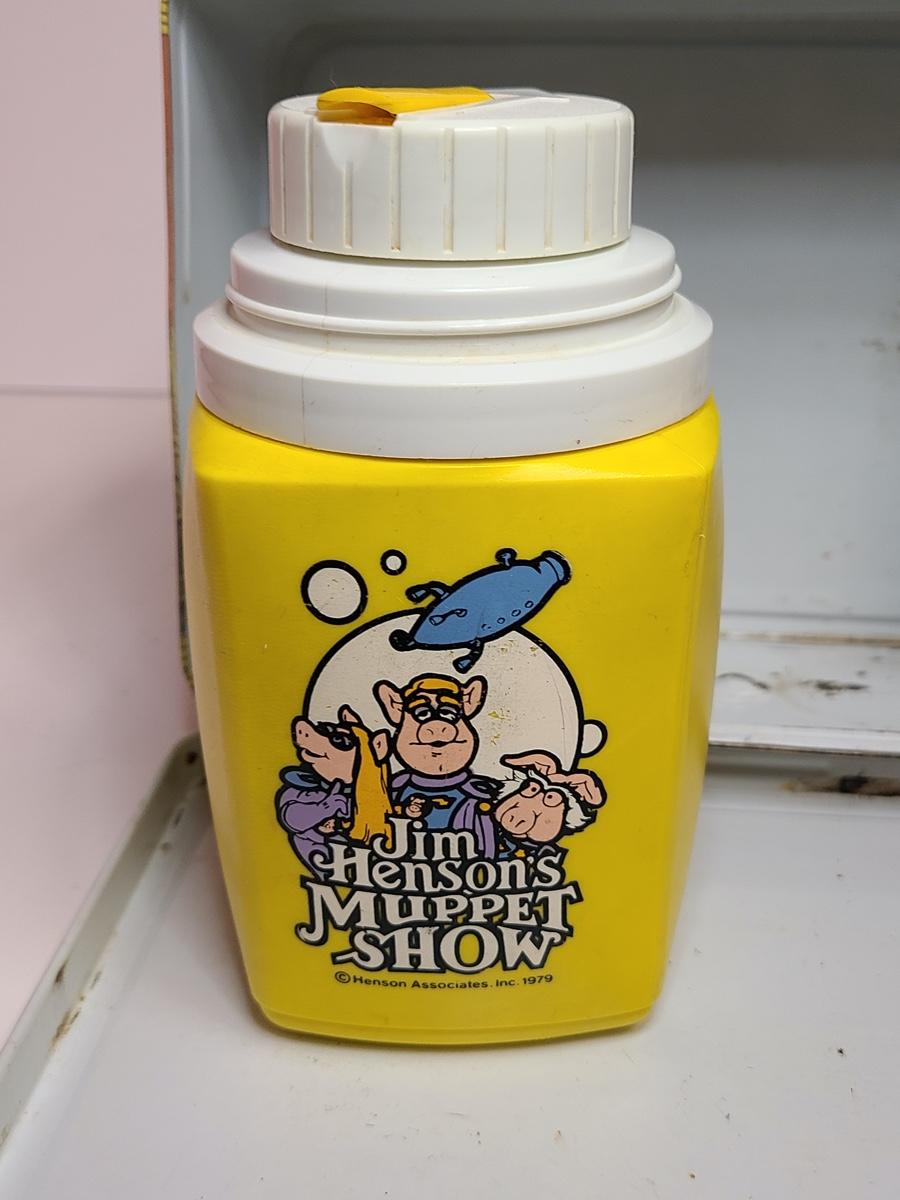 Jim
Henson's
MUPPET
SHOW
©Henson Associates. Inc. 1979